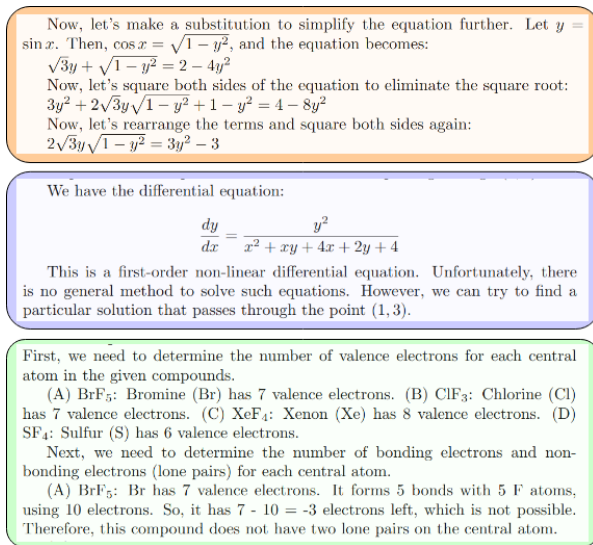 Now, let's make a substitution to simplify the equation further. Let y =
sin x. Then, cos x = √(1 − y²), and the equation becomes:
√3y + √(1 − y²) = 2 − 4y²
Now, let's square both sides of the equation to eliminate the square root:
3y² + 2√3y√(1 − y²) + 1 − y² = 4 − 8y²
Now, let's rearrange the terms and square both sides again:
2√3y√(1 − y²) = 3y² − 3
We have the differential equation:
dy/dx = y²/(x² + xy + 4x + 2y + 4)
This is a first-order non-linear differential equation. Unfortunately, there
is no general method to solve such equations. However, we can try to find a
particular solution that passes through the point (1, 3).
First, we need to determine the number of valence electrons for each central
atom in the given compounds.
(A) BrF₅: Bromine (Br) has 7 valence electrons. (B) ClF₃: Chlorine (Cl)
has 7 valence electrons. (C) XeF₄: Xenon (Xe) has 8 valence electrons. (D)
SF₄: Sulfur (S) has 6 valence electrons.
Next, we need to determine the number of bonding electrons and non-
bonding electrons (lone pairs) for each central atom.
(A) BrF₅: Br has 7 valence electrons. It forms 5 bonds with 5 F atoms,
using 10 electrons. So, it has 7 - 10 = -3 electrons left, which is not possible.
Therefore, this compound does not have two lone pairs on the central atom.